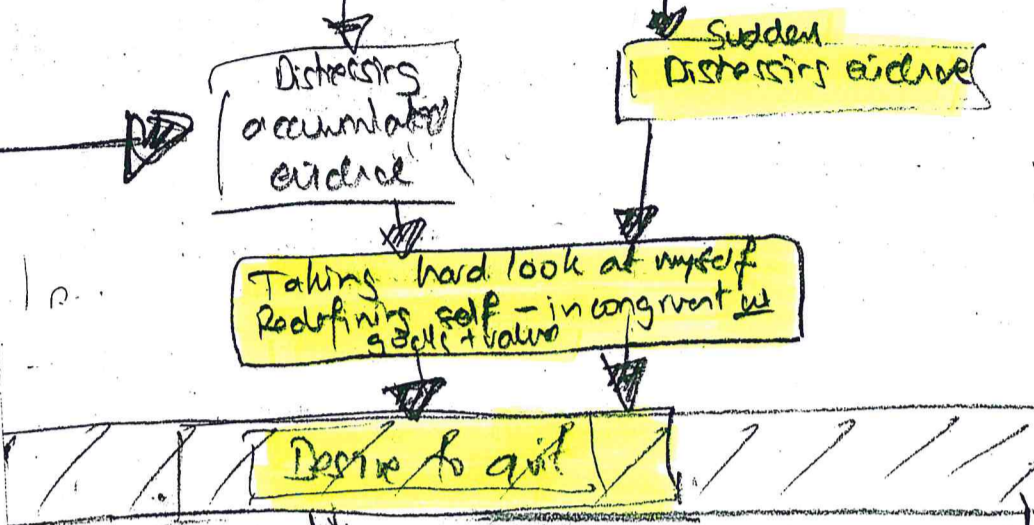 Distressing
accumulated
evidence
Sudden
Distressing evidence
Taking hard look at myself
Redefining self - incongruent w
goals + values
Desire to quit